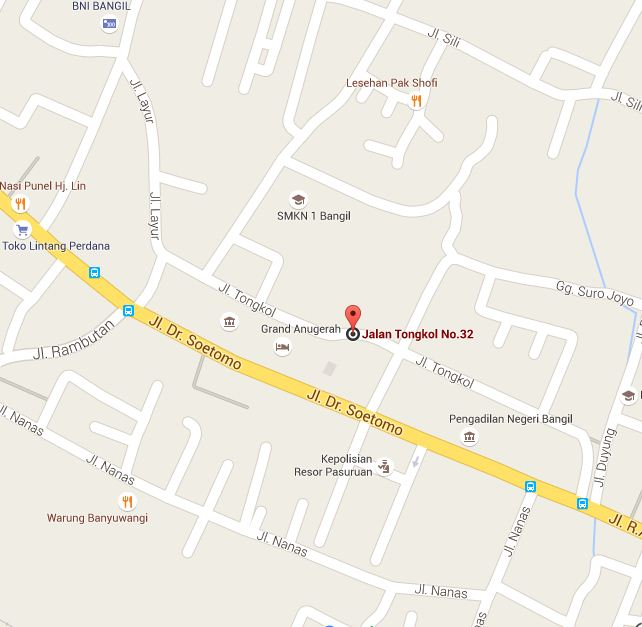 BNI BANGIL
Jl. Sili
Lesehan Pak Shofi
Jl. Layur
Jl. Sili
Nasi Punel Hj. Lin
Jl. Layur
SMKN 1 Bangil
Toko Lintang Perdana
Gg. Suro Joyo
Jl. Tongkol
Jl. Rambutan
Jl. Dr. Soetomo
Grand Anugerah
Jalan Tongkol No.32
Jl. Tongkol
Jl. Dr. Soetomo
Jl. Nanas
Pengadilan Negeri Bangil
Jl. Duyung
Kepolisian
Resor Pasuruan
Jl. Nanas
Warung Banyuwangi
Jl. R.
Jl. Nanas
Jl. Nanas
Jl. Nanas